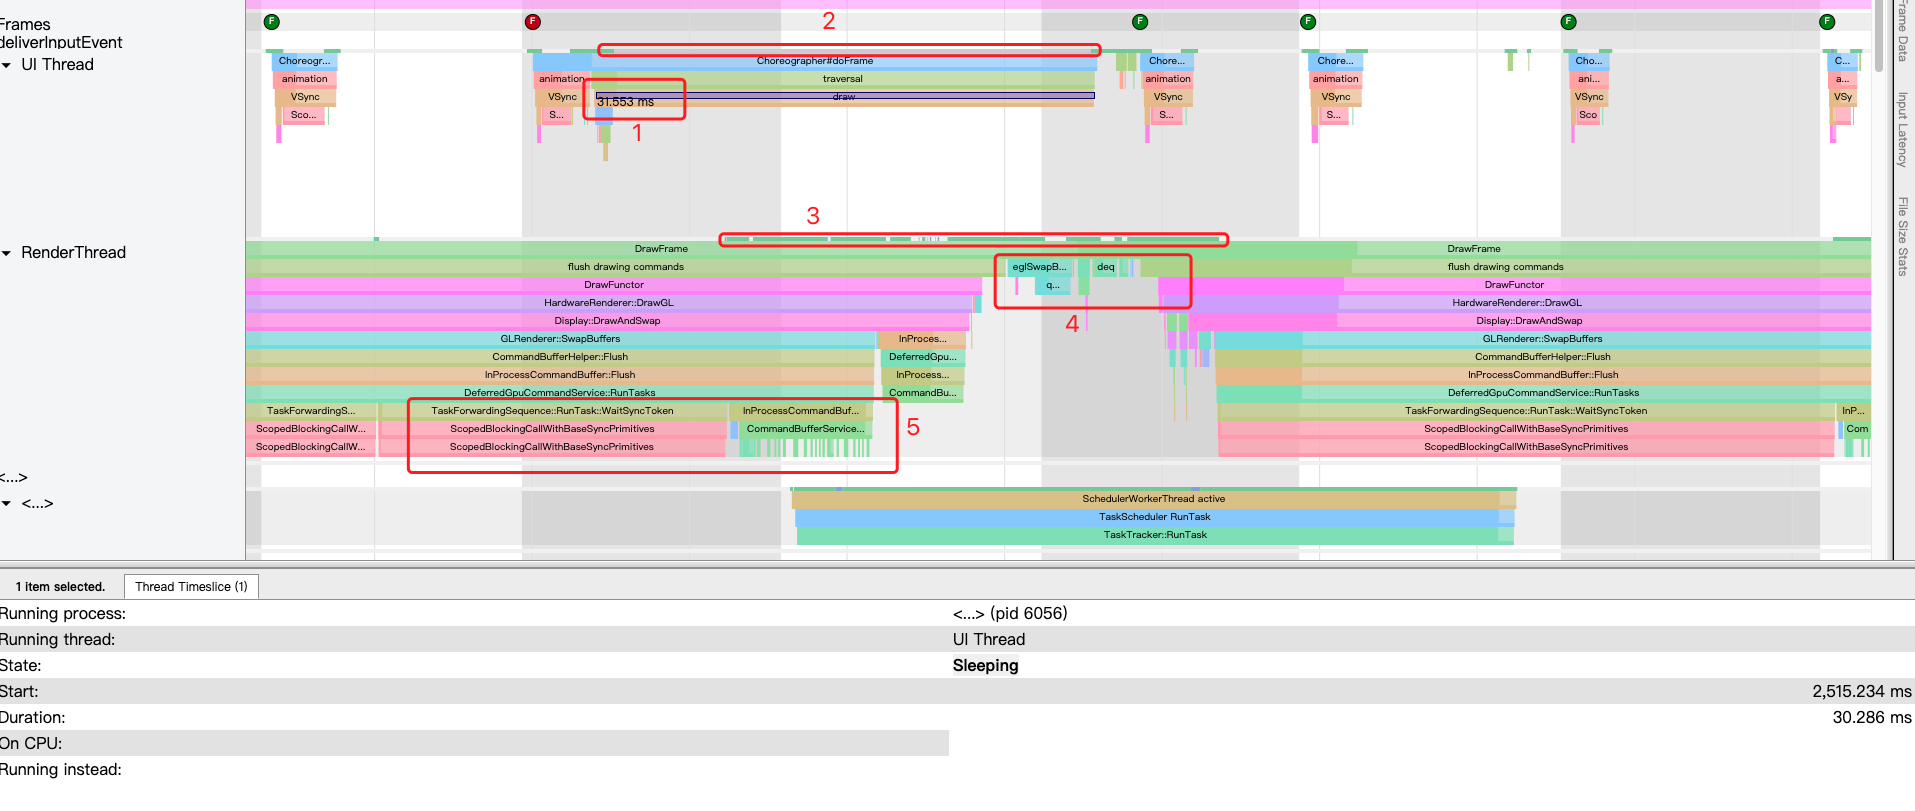 Frames
deliverInputEvent
UI Thread
RenderThread
<...>
<...>
F F F F F F
2
Choreogr... Choreographer#doFrame Chore... Chore... Cho... C...
animation animation traversal animation animation ani... a...
VSync VSync 31.553 ms draw VSync VSync VSync VSy
Sco... S... S... S... Sco
1
3
DrawFrame DrawFrame
flush drawing commands eglSwapB... deq flush drawing commands
DrawFunctor q... DrawFunctor
HardwareRenderer::DrawGL HardwareRenderer::DrawGL
Display::DrawAndSwap 4 Display::DrawAndSwap
GLRenderer::SwapBuffers InProces... GLRenderer::SwapBuffers
CommandBufferHelper::Flush DeferredGpu... CommandBufferHelper::Flush
InProcessCommandBuffer::Flush InProcess... InProcessCommandBuffer::Flush
DeferredGpuCommandService::RunTasks CommandBu... DeferredGpuCommandService::RunTasks
TaskForwardingS... TaskForwardingSequence::RunTask::WaitSyncToken InProcessCommandBuf... TaskForwardingSequence::RunTask::WaitSyncToken InP...
ScopedBlockingCallW... ScopedBlockingCallWithBaseSyncPrimitives CommandBufferService... 5 ScopedBlockingCallWithBaseSyncPrimitives Com
ScopedBlockingCallW... ScopedBlockingCallWithBaseSyncPrimitives ScopedBlockingCallWithBaseSyncPrimitives
SchedulerWorkerThread active
TaskScheduler RunTask
TaskTracker::RunTask
Frame Data
Input Latency
File Size Stats
1 item selected. Thread Timeslice (1)
Running process: <...> (pid 6056)
Running thread: UI Thread
State: Sleeping
Start: 2,515.234 ms
Duration: 30.286 ms
On CPU:
Running instead: